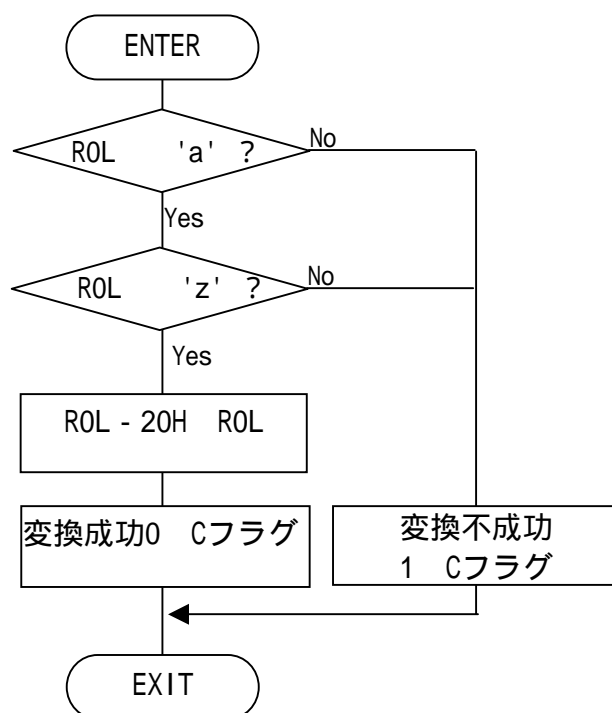 ENTER
R0L 'a' ?
No
Yes
R0L 'z' ?
No
Yes
R0L - 20H R0L
変換成功0 Cフラグ
変換不成功
1 Cフラグ
EXIT